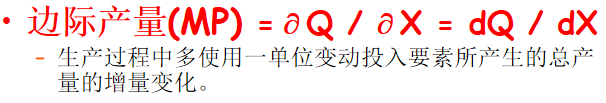 • 边际产量(MP) = ∂Q / ∂X = dQ / dX
- 生产过程中多使用一单位变动投入要素所产生的总产
量的增量变化。